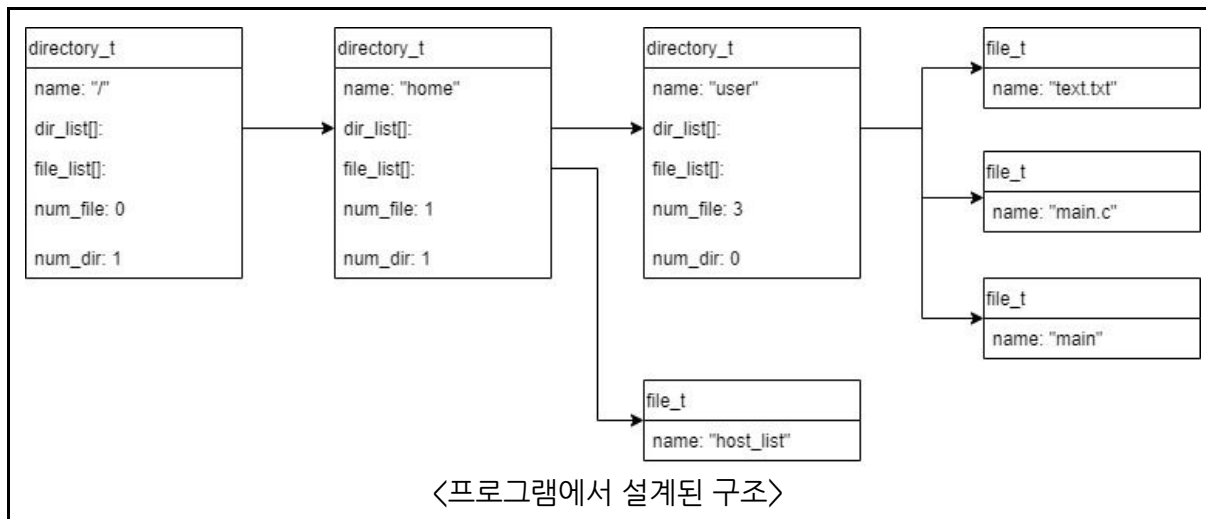 directory_t
name: "/"
dir_list[]:
file_list[]:
num_file: 0
num_dir: 1
directory_t
name: "home"
dir_list[]:
file_list[]:
num_file: 1
num_dir: 1
directory_t
name: "user"
dir_list[]:
file_list[]:
num_file: 3
num_dir: 0
file_t
name: "text.txt"
file_t
name: "main.c"
file_t
name: "main"
file_t
name: "host_list"
<프로그램에서 설계된 구조>